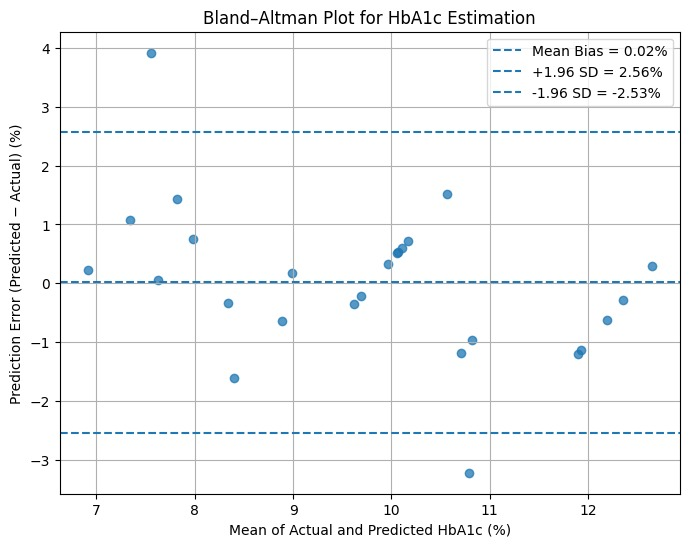 Bland–Altman Plot for HbA1c Estimation
Mean Bias = 0.02%
+1.96 SD = 2.56%
-1.96 SD = -2.53%
Prediction Error (Predicted − Actual) (%)
4
3
2
1
0
−1
−2
−3
7 8 9 10 11 12
Mean of Actual and Predicted HbA1c (%)